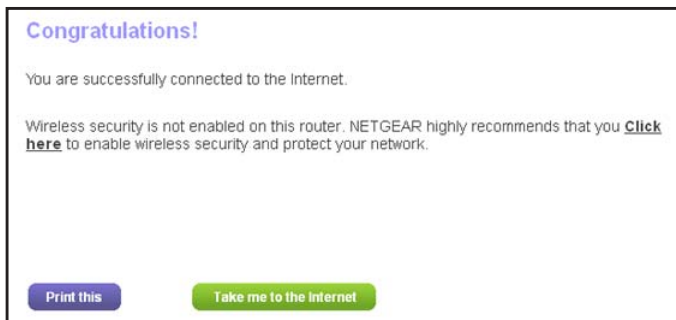 Congratulations!
You are successfully connected to the Internet.
Wireless security is not enabled on this router. NETGEAR highly recommends that you Click
here to enable wireless security and protect your network.
Print this
Take me to the Internet